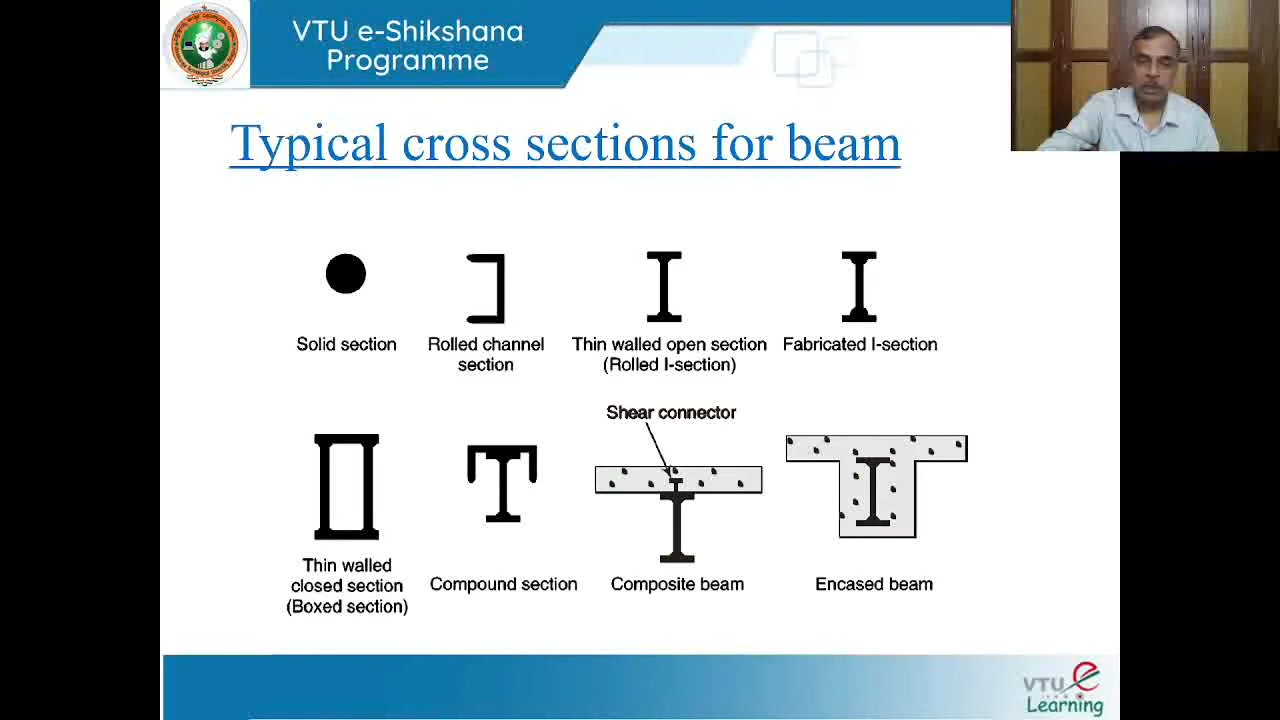 VTU e-Shikshana
Programme
Typical cross sections for beam
Solid section
Rolled channel
section
Thin walled open section
(Rolled I-section)
Fabricated I-section
Shear connector
Thin walled
closed section
(Boxed section)
Compound section
Composite beam
Encased beam
VTU e
Learning